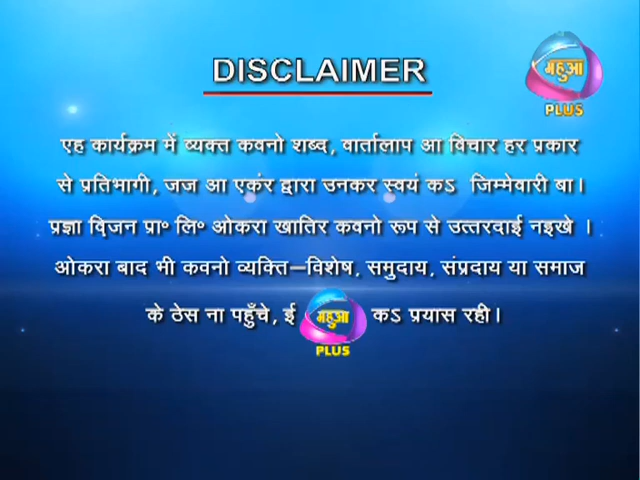 DISCLAIMER
महुआ
PLUS
एह कार्यक्रम में व्यक्त कवनो शब्द, वार्तालाप आ विचार हर प्रकार
से प्रतिभागी, जज आ एकंर द्वारा उनकर स्वयं कऽ जिम्मेवारी बा।
प्रज्ञा वि़जन प्रा॰ लि॰ ओकरा खातिर कवनो रूप से उत्तरदाई नइखे ।
ओकरा बाद भी कवनो व्यक्ति–विशेष, समुदाय, संप्रदाय या समाज
के ठेस ना पहुँचे, ई महुआ PLUS कऽ प्रयास रही।